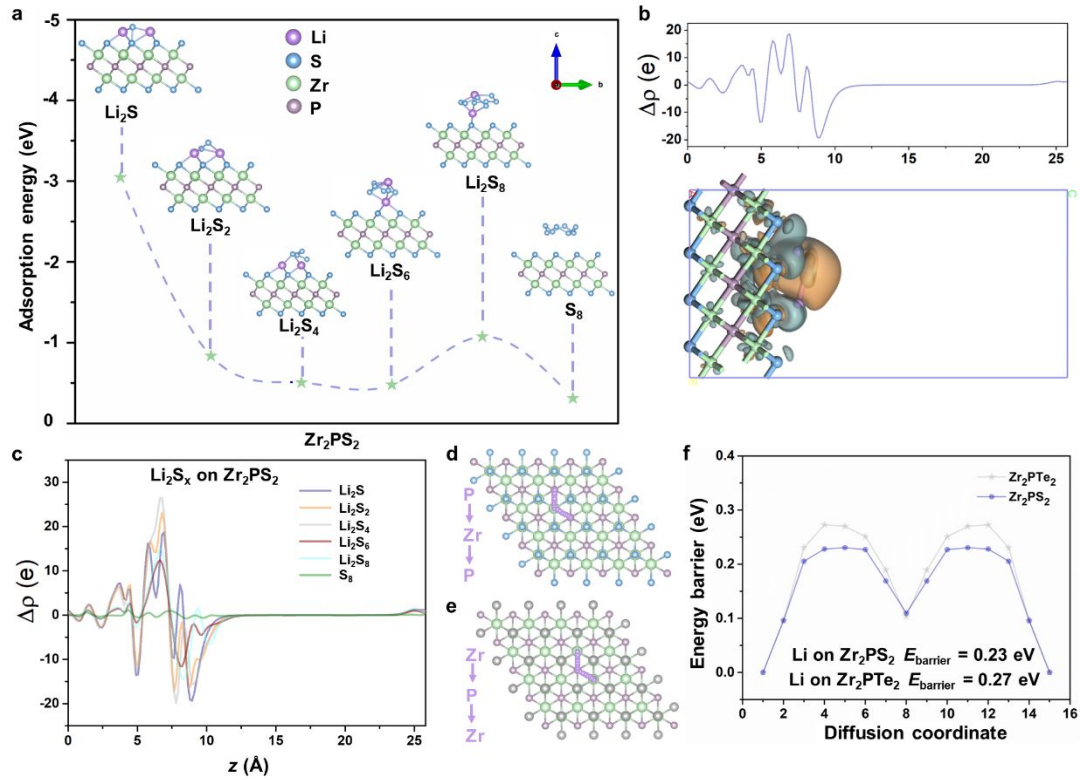 a
-5
-4
-3
-2
-1
0
Adsorption energy (eV)
Li
S
Zr
P
c
b
Li₂S
Li₂S₂
Li₂S₄
Li₂S₆
Li₂S₈
S₈
Zr₂PS₂
b
Δρ (e)
20
10
0
-10
-20
0 5 10 15 20 25
c
Li₂Sₓ on Zr₂PS₂
Li₂S
Li₂S₂
Li₂S₄
Li₂S₆
Li₂S₈
S₈
Δρ (e)
30
20
10
0
-10
-20
0 5 10 15 20 25
z (Å)
d
P
Zr
P
e
Zr
P
Zr
f
Zr₂PTe₂
Zr₂PS₂
Energy barrier (eV)
0.4
0.3
0.2
0.1
0.0
Li on Zr₂PS₂ E_barrier = 0.23 eV
Li on Zr₂PTe₂ E_barrier = 0.27 eV
0 2 4 6 8 10 12 14 16
Diffusion coordinate